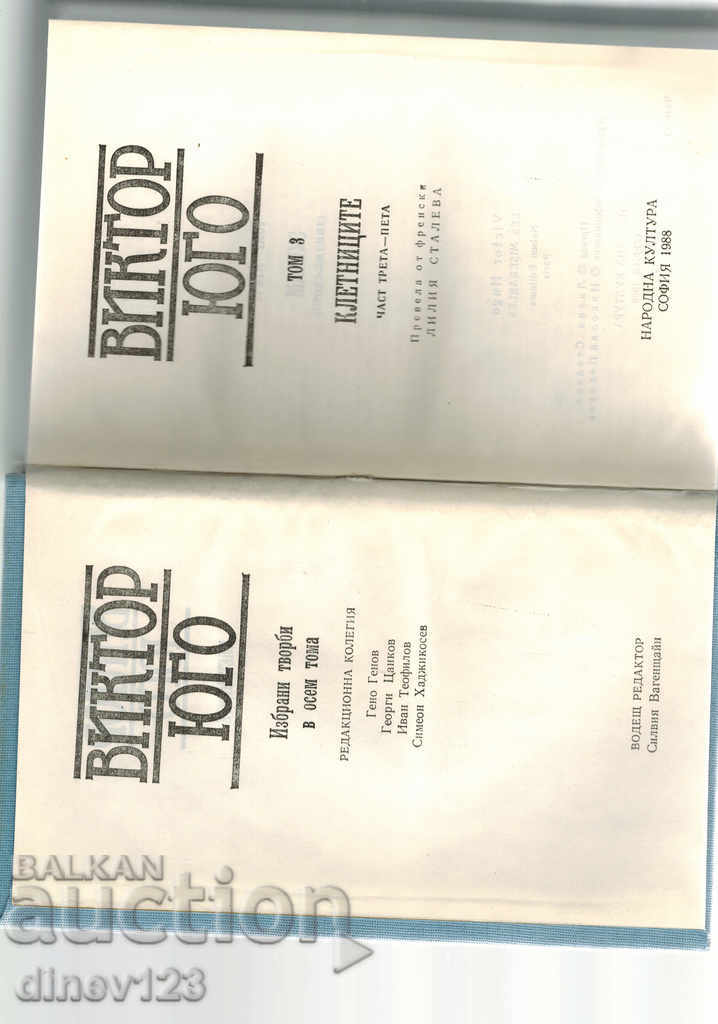 ВИКТОР
ЮГО
Избрани творби
в осем тома
РЕДАКЦИОННА КОЛЕГИЯ
Гено Генов
Георги Цанков
Иван Теофилов
Симеон Хаджикосев
ВОДЕЩ РЕДАКТОР
Силвия Вагенщайн
ВИКТОР
ЮГО
ТОМ 3
КЛЕТНИЦИТЕ
ЧАСТ ТРЕТА—ПЕТА
Превела от френски
ЛИЛИЯ СТАЛЕВА
НАРОДНА КУЛТУРА
СОФИЯ 1988
BALKAN
auction
dinev123